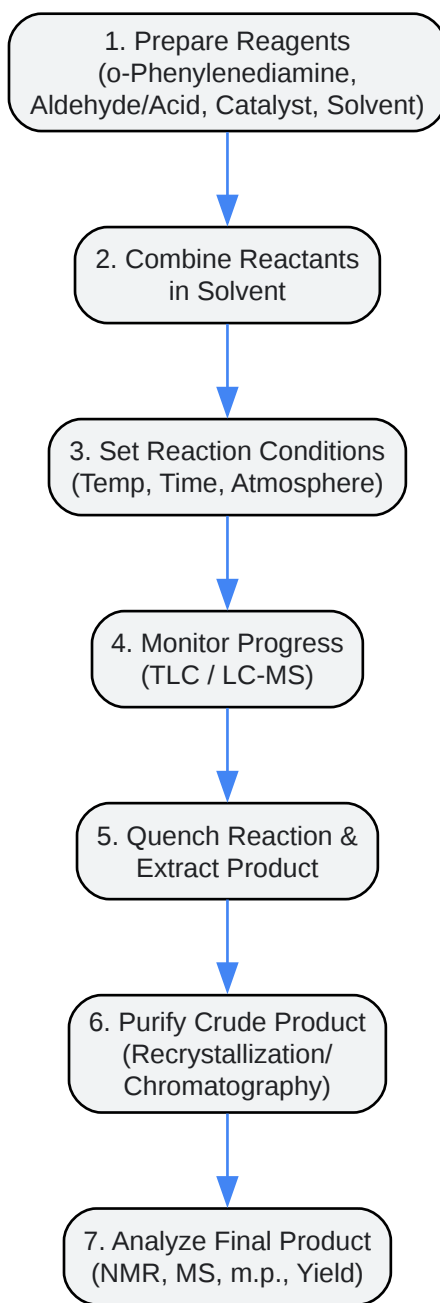 1. Prepare Reagents
(o-Phenylenediamine,
Aldehyde/Acid, Catalyst, Solvent)
2. Combine Reactants
in Solvent
3. Set Reaction Conditions
(Temp, Time, Atmosphere)
4. Monitor Progress
(TLC / LC-MS)
5. Quench Reaction &
Extract Product
6. Purify Crude Product
(Recrystallization/
Chromatography)
7. Analyze Final Product
(NMR, MS, m.p., Yield)